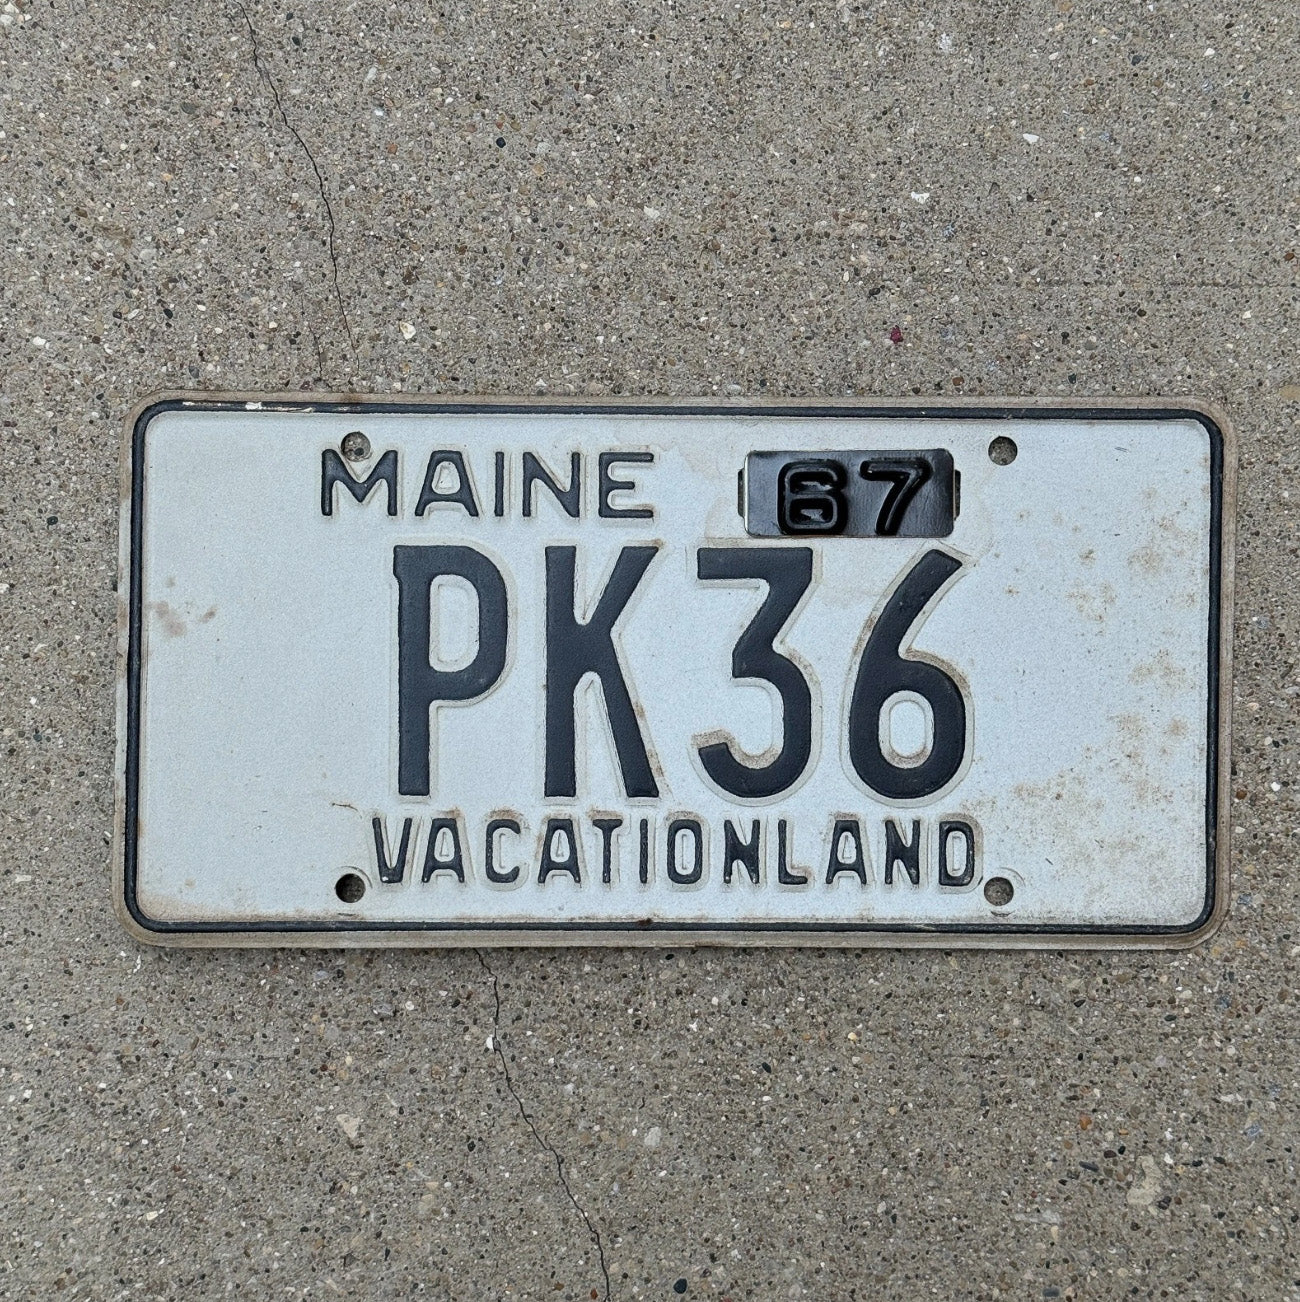 MAINE 67
PK36
VACATIONLAND